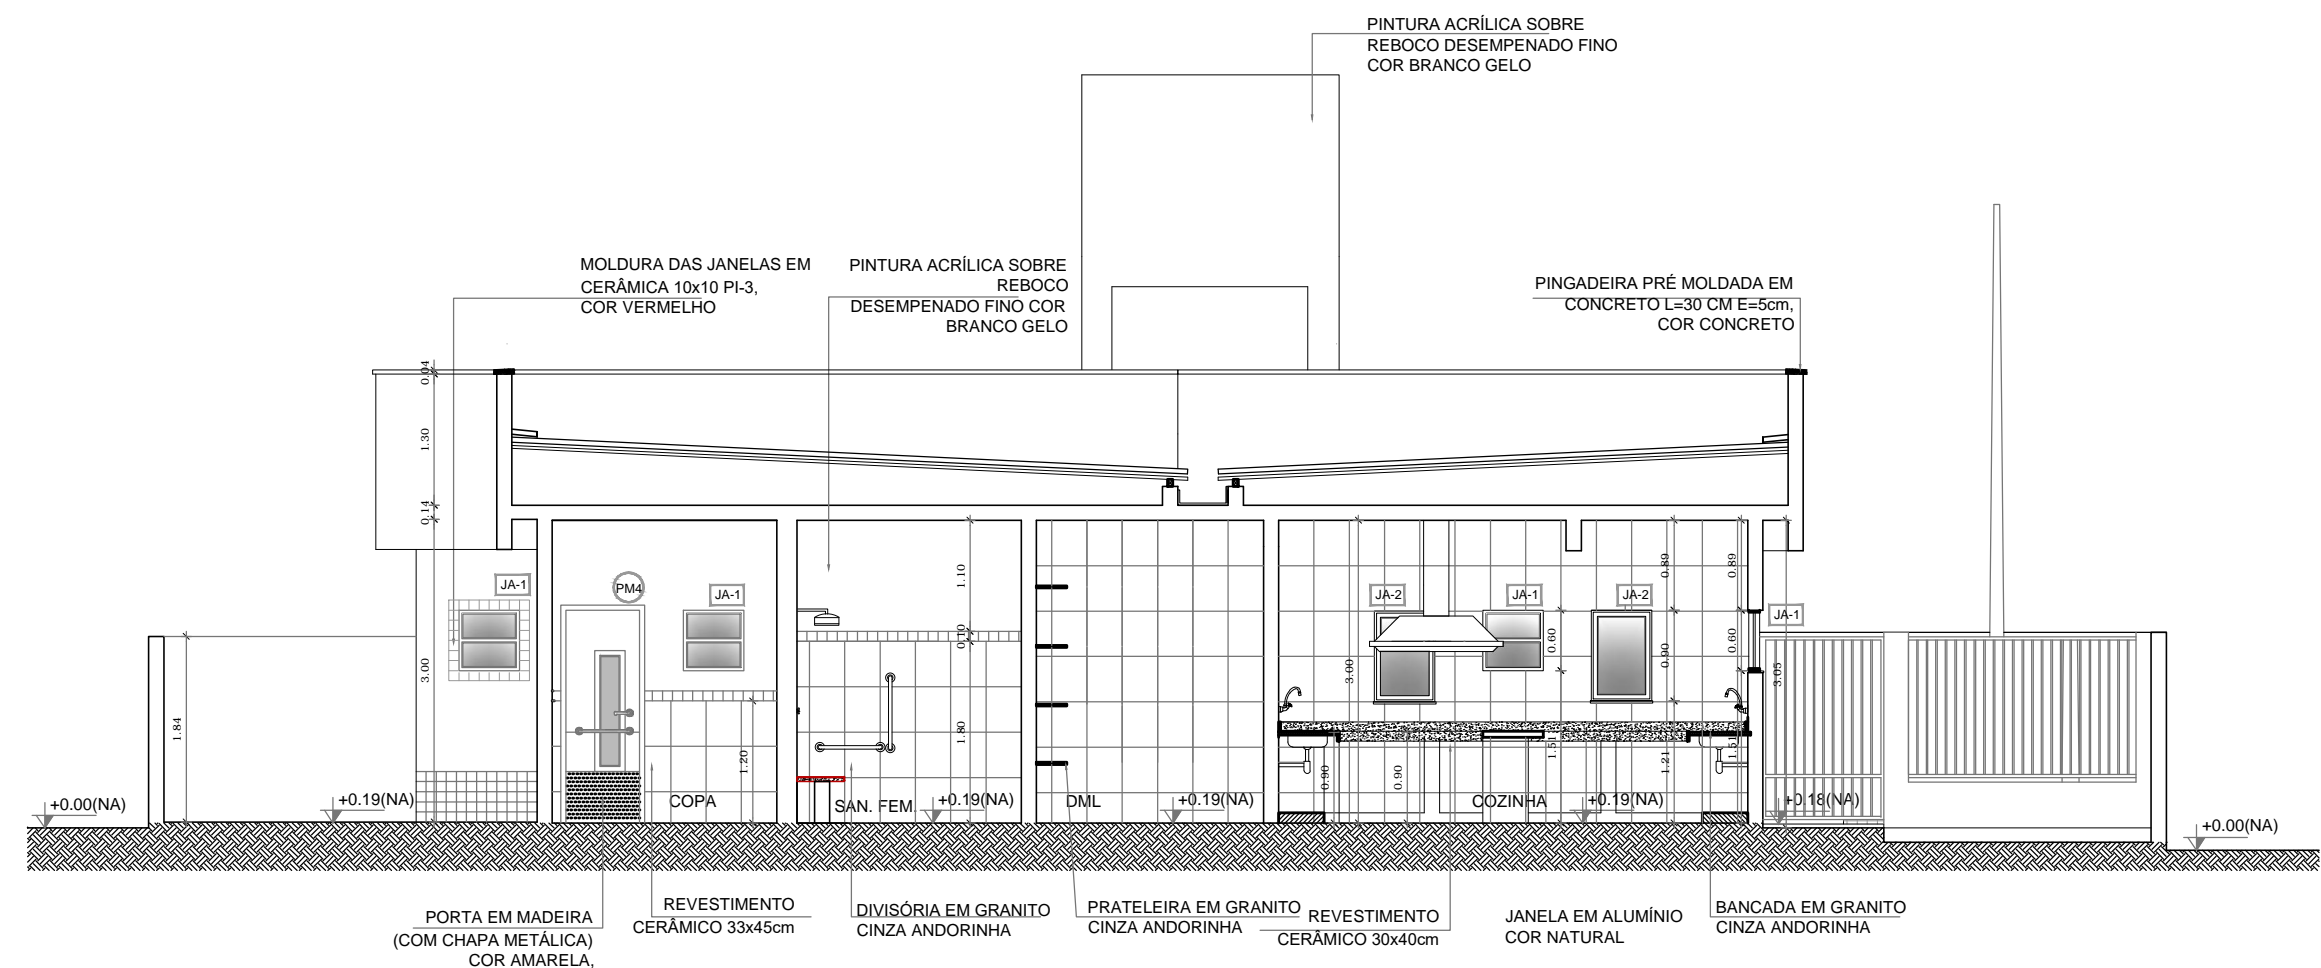 PINTURA ACRÍLICA SOBRE
REBOCO DESEMPENADO FINO
COR BRANCO GELO
MOLDURA DAS JANELAS EM
CERÂMICA 10x10 PI-3,
COR VERMELHO
PINTURA ACRÍLICA SOBRE
REBOCO
DESEMPENADO FINO COR
BRANCO GELO
PINGADEIRA PRÉ MOLDADA EM
CONCRETO L=30 CM E=5cm,
COR CONCRETO
0.04
1.30
0.14
3.00
1.84
JA-1
PM4
JA-1
1.10
0.10
1.80
1.20
JA-2
JA-1
JA-2
JA-1
0.89
0.89
0.60
0.90
0.60
3.00
3.05
0.90
0.90
1.51
1.21
1.51
+0.00(NA)
+0.19(NA)
COPA
SAN. FEM.
+0.19(NA)
DML
+0.19(NA)
COZINHA
+0.19(NA)
+0.18(NA)
+0.00(NA)
PORTA EM MADEIRA
(COM CHAPA METÁLICA)
COR AMARELA,
REVESTIMENTO
CERÂMICO 33x45cm
DIVISÓRIA EM GRANITO
CINZA ANDORINHA
PRATELEIRA EM GRANITO
CINZA ANDORINHA
REVESTIMENTO
CERÂMICO 30x40cm
JANELA EM ALUMÍNIO
COR NATURAL
BANCADA EM GRANITO
CINZA ANDORINHA